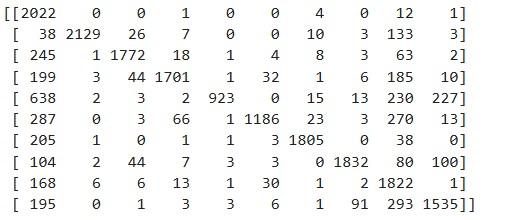 [[2022 0 0 1 0 0 4 0 12 1]
[ 38 2129 26 7 0 0 10 3 133 3]
[ 245 1 1772 18 1 4 8 3 63 2]
[ 199 3 44 1701 1 32 1 6 185 10]
[ 638 2 3 2 923 0 15 13 230 227]
[ 287 0 3 66 1 1186 23 3 270 13]
[ 205 1 0 1 1 3 1805 0 38 0]
[ 104 2 44 7 3 3 0 1832 80 100]
[ 168 6 6 13 1 30 1 2 1822 1]
[ 195 0 1 3 3 6 1 91 293 1535]]